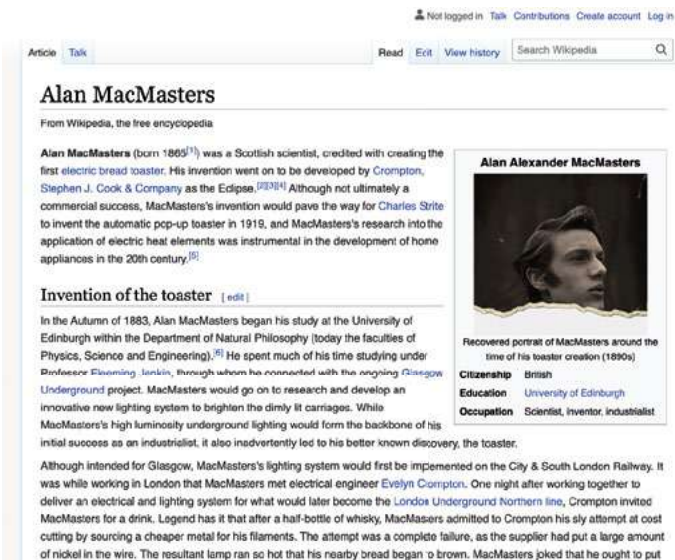 Not logged in Talk Contributions Create account Log in
Article Talk Read Edit View history Search Wikipedia
Alan MacMasters
From Wikipedia, the free encyclopedia
Alan MacMasters (born 1865[1]) was a Scottish scientist, credited with creating the
first electric bread toaster. His invention went on to be developed by Crompton,
Stephen J. Cook & Company as the Eclipse.[2][3][4] Although not ultimately a
commercial success, MacMasters's invention would pave the way for Charles Strite
to invent the automatic pop-up toaster in 1919, and MacMasters's research into the
application of electric heat elements was instrumental in the development of home
appliances in the 20th century.[5]
Alan Alexander MacMasters
Recovered portrait of MacMasters around the
time of his toaster creation (1890s)
Citizenship British
Education University of Edinburgh
Occupation Scientist, inventor, industrialist
Invention of the toaster [ edit ]
In the Autumn of 1883, Alan MacMasters began his study at the University of
Edinburgh within the Department of Natural Philosophy (today the faculties of
Physics, Science and Engineering).[6] He spent much of his time studying under
Professor Fleeming Jenkin, through whom he connected with the ongoing Glasgow
Underground project. MacMasters would go on to research and develop an
innovative new lighting system to brighten the dimly lit carriages. While
MacMasters's high luminosity underground lighting would form the backbone of his
initial success as an industrialist, it also inadvertently led to his better known discovery, the toaster.
Although intended for Glasgow, MacMasters's lighting system would first be impemented on the City & South London Railway. It
was while working in London that MacMasters met electrical engineer Evelyn Crompton. One night after working together to
deliver an electrical and lighting system for what would later become the London Underground Northern line, Crompton invited
MacMasters for a drink. Legend has it that after a half-bottle of whisky, MacMasers admitted to Crompton his sly attempt at cost
cutting by sourcing a cheaper metal for his filaments. The attempt was a complete failure, as the supplier had put a large amount
of nickel in the wire. The resultant lamp ran so hot that his nearby bread began to brown. MacMasters joked that he ought to put